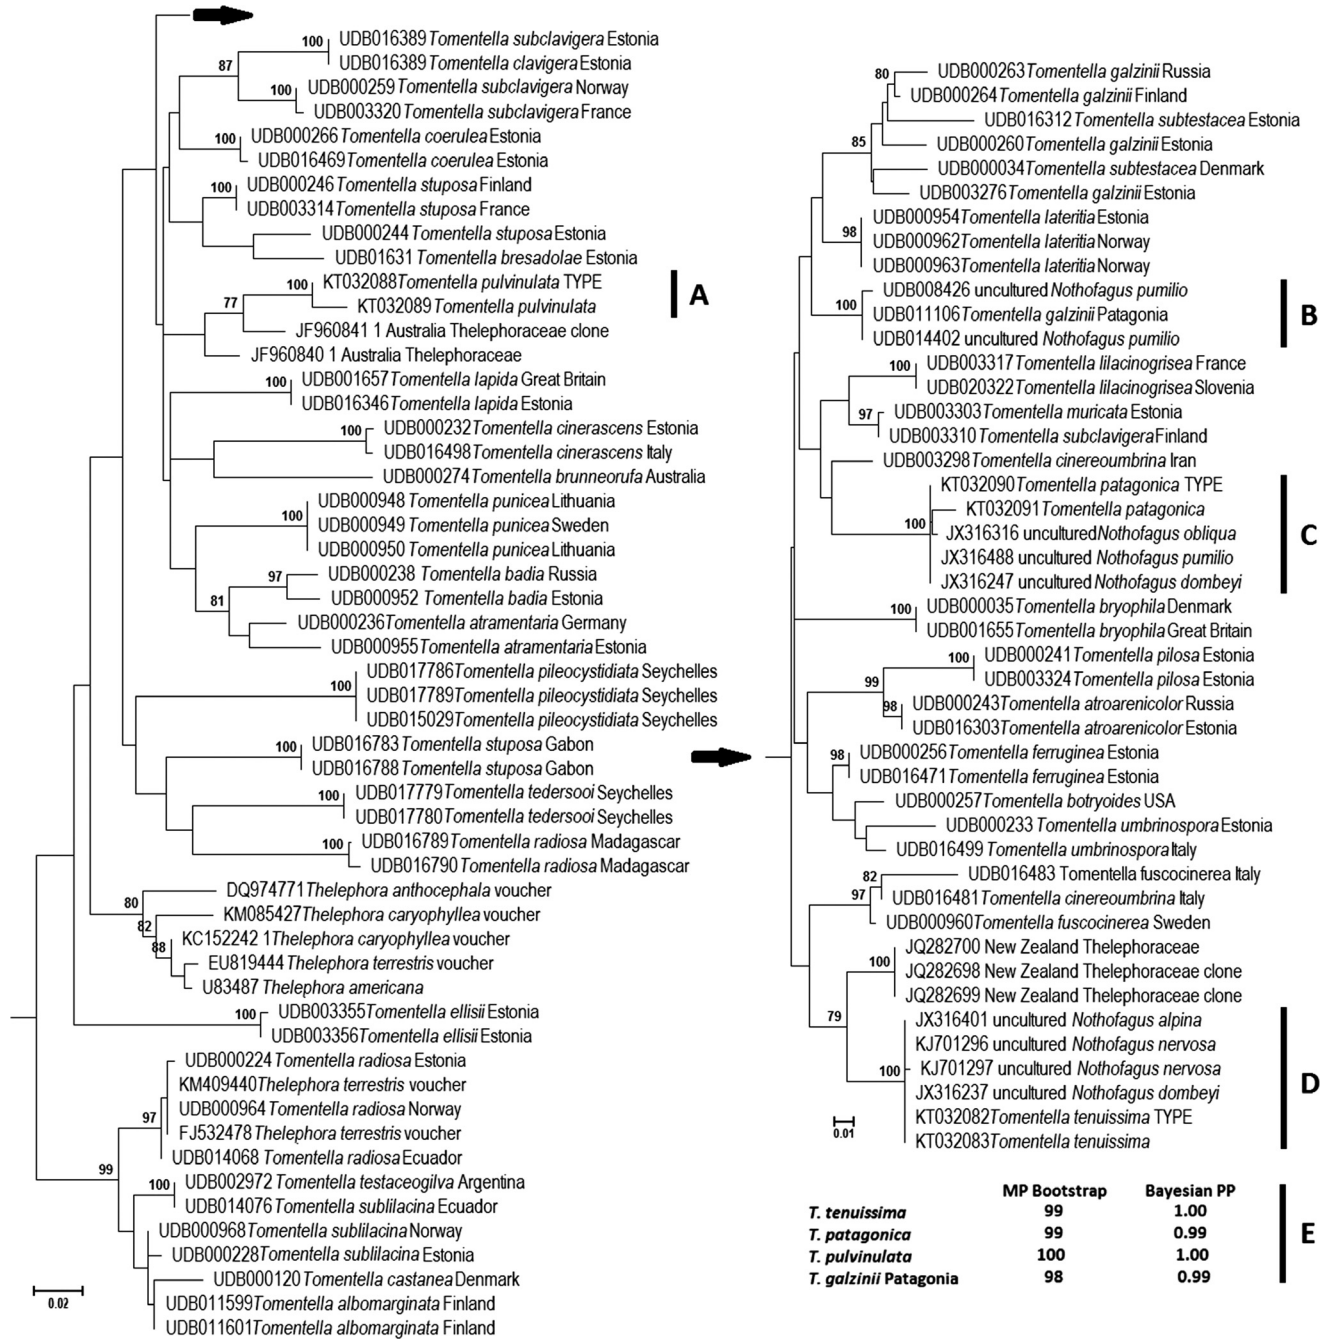 100 UDB016389 Tomentella subclavigera Estonia
UDB016389 Tomentella clavigera Estonia
87
100 UDB000259 Tomentella subclavigera Norway
UDB003320 Tomentella subclavigera France
100 UDB000266 Tomentella coerulea Estonia
UDB016469 Tomentella coerulea Estonia
100 UDB000246 Tomentella stuposa Finland
UDB003314 Tomentella stuposa France
UDB000244 Tomentella stuposa Estonia
UDB01631 Tomentella bresadolae Estonia
100 KT032088 Tomentella pulvinulata TYPE
77 KT032089 Tomentella pulvinulata
A
JF960841 1 Australia Thelephoraceae clone
JF960840 1 Australia Thelephoraceae
100 UDB001657 Tomentella lapida Great Britain
UDB016346 Tomentella lapida Estonia
100 UDB000232 Tomentella cinerascens Estonia
UDB016498 Tomentella cinerascens Italy
UDB000274 Tomentella brunneorufa Australia
UDB000948 Tomentella punicea Lithuania
100 UDB000949 Tomentella punicea Sweden
UDB000950 Tomentella punicea Lithuania
97 UDB000238 Tomentella badia Russia
UDB000952 Tomentella badia Estonia
81
UDB000236 Tomentella atramentaria Germany
UDB000955 Tomentella atramentaria Estonia
UDB017786 Tomentella pileocystidiata Seychelles
100 UDB017789 Tomentella pileocystidiata Seychelles
UDB015029 Tomentella pileocystidiata Seychelles
100 UDB016783 Tomentella stuposa Gabon
UDB016788 Tomentella stuposa Gabon
100 UDB017779 Tomentella tedersooi Seychelles
UDB017780 Tomentella tedersooi Seychelles
100 UDB016789 Tomentella radiosa Madagascar
UDB016790 Tomentella radiosa Madagascar
80 DQ974771 Thelephora anthocephala voucher
82 KM085427 Thelephora caryophyllea voucher
88 KC152242 1 Thelephora caryophyllea voucher
EU819444 Thelephora terrestris voucher
U83487 Thelephora americana
100 UDB003355 Tomentella ellisii Estonia
UDB003356 Tomentella ellisii Estonia
UDB000224 Tomentella radiosa Estonia
KM409440 Thelephora terrestris voucher
97 UDB000964 Tomentella radiosa Norway
FJ532478 Thelephora terrestris voucher
UDB014068 Tomentella radiosa Ecuador
99
100 UDB002972 Tomentella testaceogilva Argentina
UDB014076 Tomentella sublilacina Ecuador
UDB000968 Tomentella sublilacina Norway
UDB000228 Tomentella sublilacina Estonia
UDB000120 Tomentella castanea Denmark
UDB011599 Tomentella albomarginata Finland
UDB011601 Tomentella albomarginata Finland
0.02
80 UDB000263 Tomentella galzinii Russia
UDB000264 Tomentella galzinii Finland
UDB016312 Tomentella subtestacea Estonia
85 UDB000260 Tomentella galzinii Estonia
UDB000034 Tomentella subtestacea Denmark
UDB003276 Tomentella galzinii Estonia
UDB000954 Tomentella lateritia Estonia
98 UDB000962 Tomentella lateritia Norway
UDB000963 Tomentella lateritia Norway
UDB008426 uncultured Nothofagus pumilio
100 UDB011106 Tomentella galzinii Patagonia
UDB014402 uncultured Nothofagus pumilio
B
100 UDB003317 Tomentella lilacinogrisea France
UDB020322 Tomentella lilacinogrisea Slovenia
97 UDB003303 Tomentella muricata Estonia
UDB003310 Tomentella subclavigera Finland
UDB003298 Tomentella cinereoumbrina Iran
KT032090 Tomentella patagonica TYPE
KT032091 Tomentella patagonica
100 JX316316 uncultured Nothofagus obliqua
JX316488 uncultured Nothofagus pumilio
JX316247 uncultured Nothofagus dombeyi
C
100 UDB000035 Tomentella bryophila Denmark
UDB001655 Tomentella bryophila Great Britain
100 UDB000241 Tomentella pilosa Estonia
UDB003324 Tomentella pilosa Estonia
99
98 UDB000243 Tomentella atroarenicolor Russia
UDB016303 Tomentella atroarenicolor Estonia
98 UDB000256 Tomentella ferruginea Estonia
UDB016471 Tomentella ferruginea Estonia
UDB000257 Tomentella botryoides USA
UDB000233 Tomentella umbrinospora Estonia
UDB016499 Tomentella umbrinospora Italy
82 UDB016483 Tomentella fuscocinerea Italy
97 UDB016481 Tomentella cinereoumbrina Italy
UDB000960 Tomentella fuscocinerea Sweden
JQ282700 New Zealand Thelephoraceae
100 JQ282698 New Zealand Thelephoraceae clone
JQ282699 New Zealand Thelephoraceae clone
79 JX316401 uncultured Nothofagus alpina
KJ701296 uncultured Nothofagus nervosa
100 KJ701297 uncultured Nothofagus nervosa
JX316237 uncultured Nothofagus dombeyi
KT032082 Tomentella tenuissima TYPE
KT032083 Tomentella tenuissima
D
0.01
MP Bootstrap Bayesian PP
T. tenuissima 99 1.00
T. patagonica 99 0.99
T. pulvinulata 100 1.00
T. galzinii Patagonia 98 0.99
E